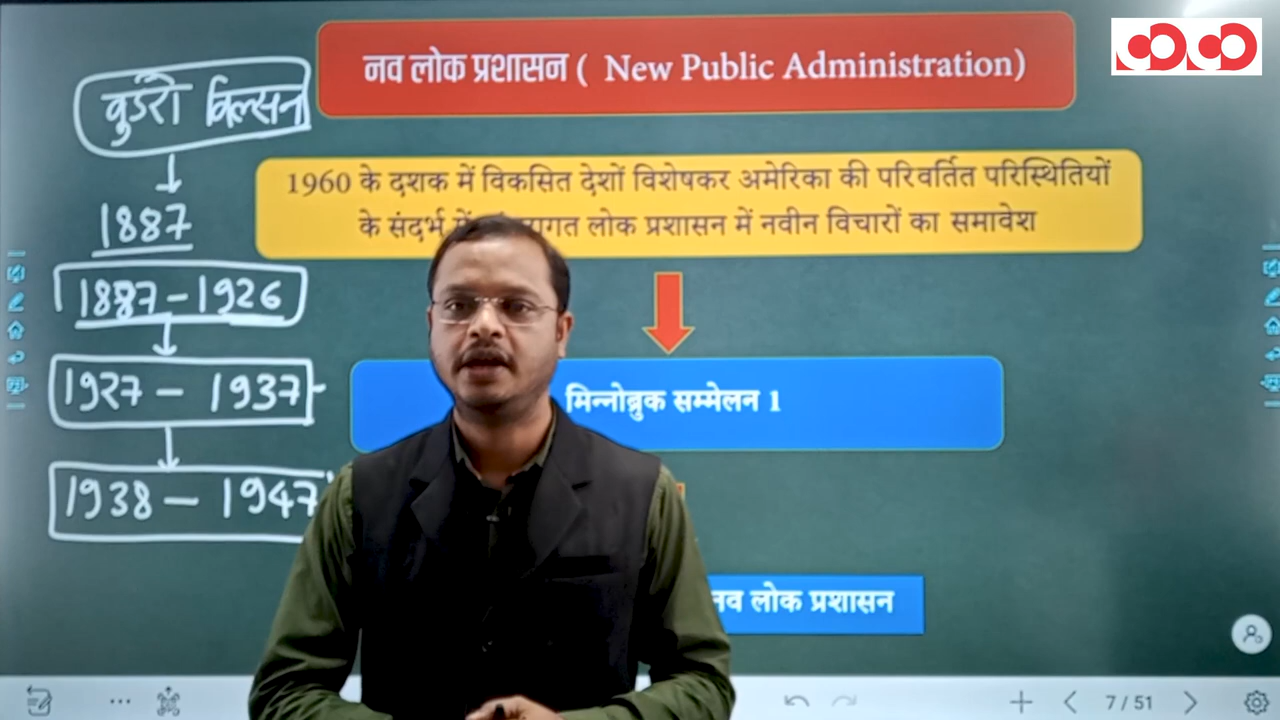 नव लोक प्रशासन ( New Public Administration)
वुडरो विल्सन
1887
1887 - 1926
1927 - 1937
1938 - 1947
1960 के दशक में विकसित देशों विशेषकर अमेरिका की परिवर्तित परिस्थितियों
के संदर्भ में लोक प्रशासन में नवीन विचारों का समावेश
मिन्नोब्रुक सम्मेलन 1
नव लोक प्रशासन
7 / 51